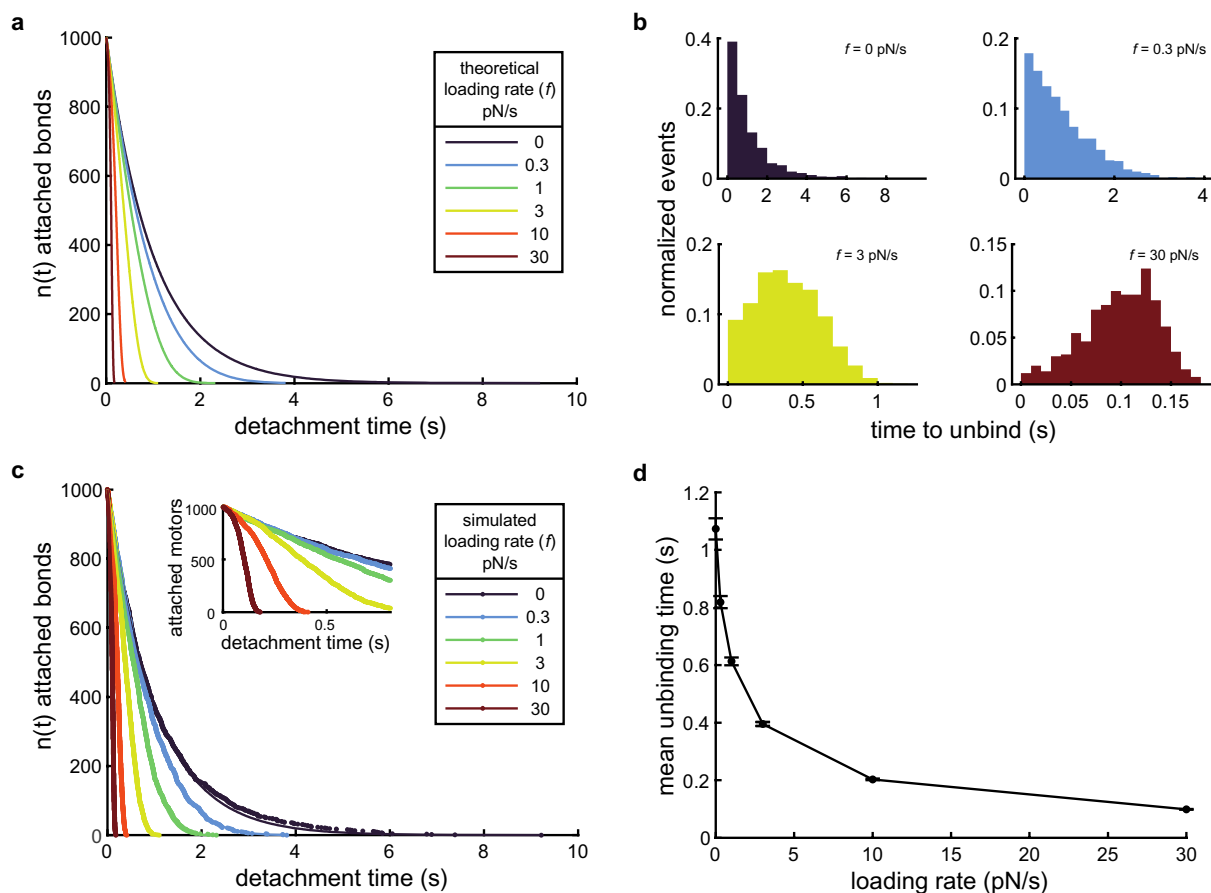 a
1000
800
600
400
200
0
0 2 4 6 8 10
n(t) attached bonds
detachment time (s)
theoretical
loading rate (f)
pN/s
0
0.3
1
3
10
30
b
normalized events
time to unbind (s)
f = 0 pN/s
0.4
0.2
0
0 2 4 6 8
f = 0.3 pN/s
0.2
0.1
0
0 2 4
f = 3 pN/s
0.2
0.1
0
0 0.5 1
f = 30 pN/s
0.15
0.1
0.05
0
0 0.05 0.1 0.15
c
1000
800
600
400
200
0
0 2 4 6 8 10
n(t) attached bonds
detachment time (s)
attached motors
1000
500
0
0.5
detachment time (s)
simulated
loading rate (f)
pN/s
0
0.3
1
3
10
30
d
mean unbinding time (s)
1.2
1
0.8
0.6
0.4
0.2
0
0 5 10 15 20 25 30
loading rate (pN/s)